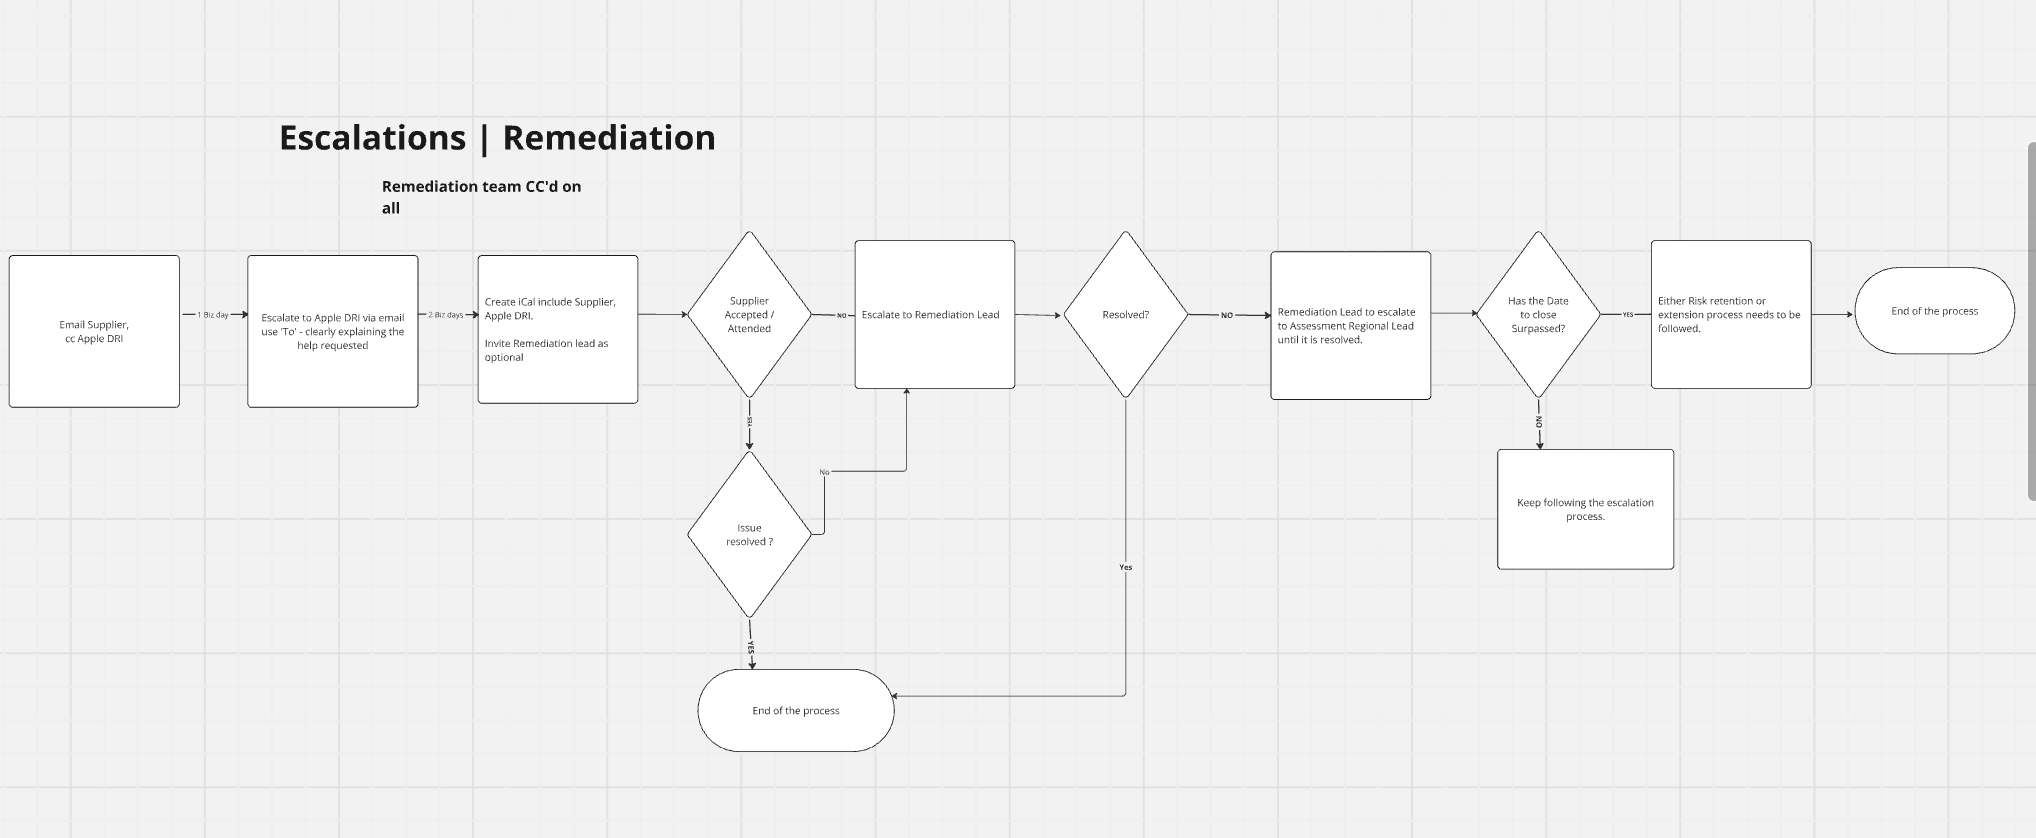 Escalations | Remediation
Remediation team CC'd on
all
Email Supplier,
cc Apple DRI
1 Biz day
Escalate to Apple DRI via email
use 'To' - clearly explaining the
help requested
2 Biz days
Create iCal include Supplier,
Apple DRI.
Invite Remediation lead as
optional
Supplier
Accepted /
Attended
NO
Escalate to Remediation Lead
Resolved?
NO
Remediation Lead to escalate
to Assessment Regional Lead
until it is resolved.
Has the Date
to close
Surpassed?
YES
Either Risk retention or
extension process needs to be
followed.
End of the process
YES
NO
No
Issue
resolved ?
Keep following the escalation
process.
Yes
YES
End of the process